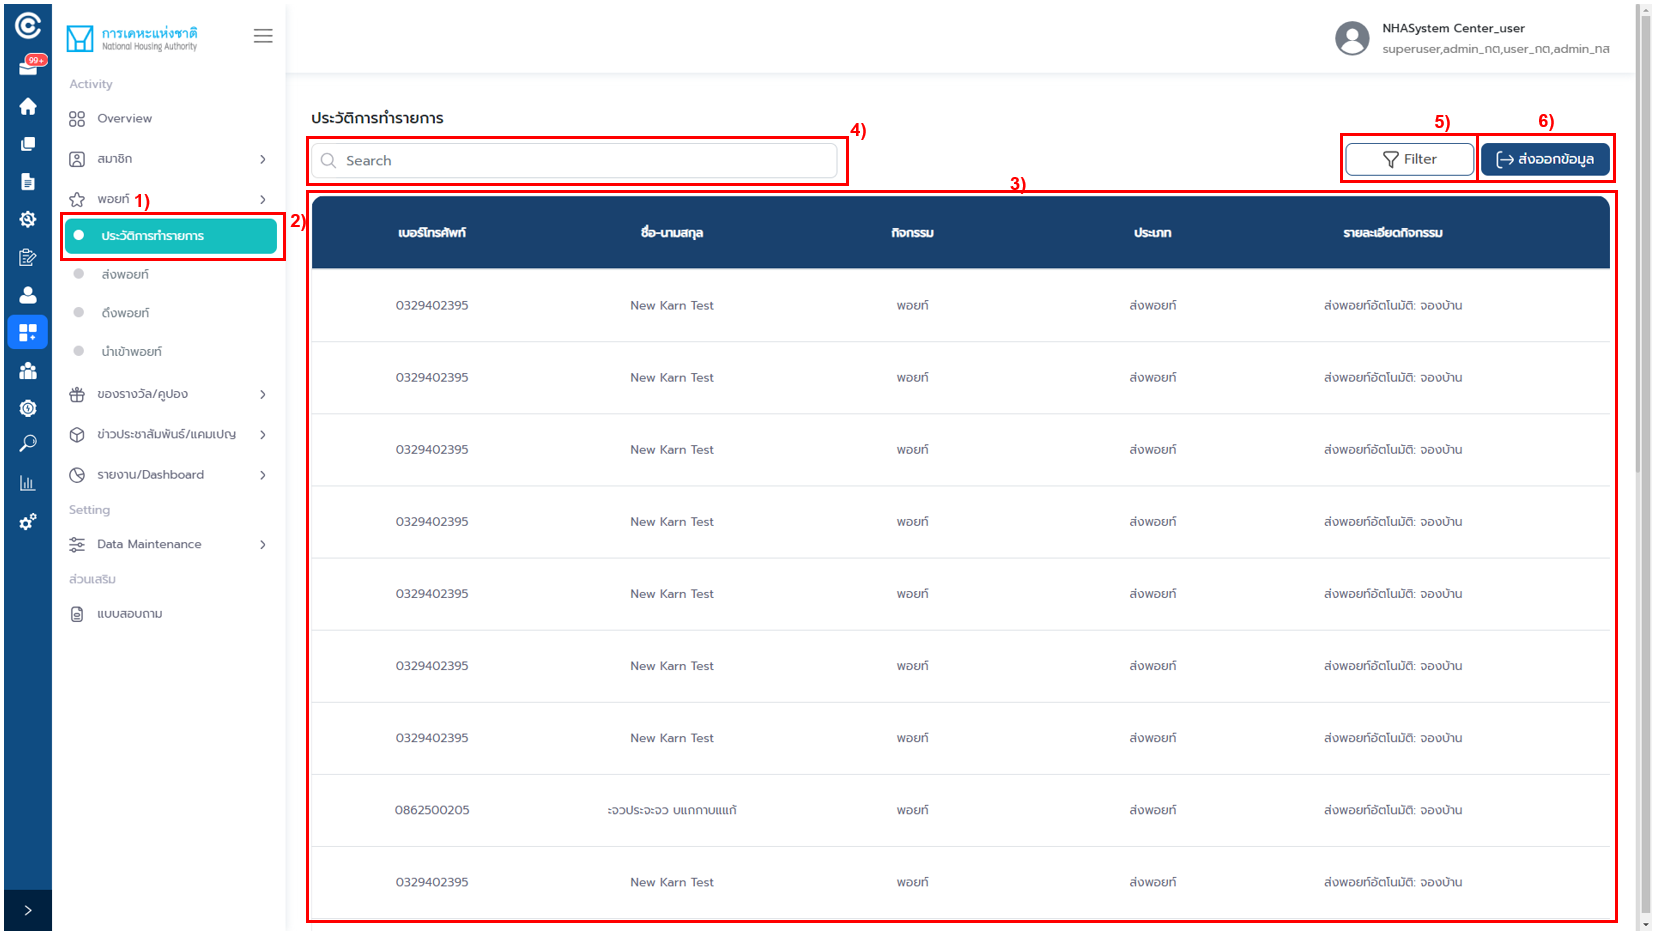 99+
การเคหะแห่งชาติ
National Housing Authority
NHASystem Center_user
superuser,admin_กต,user_กต,admin_กส
Activity
Overview
สมาชิก
พอยท์ 1)
ประวัติการทำรายการ
2)
ส่งพอยท์
ดึงพอยท์
นำเข้าพอยท์
ของรางวัล/คูปอง
ข่าวประชาสัมพันธ์/แคมเปญ
รายงาน/Dashboard
Setting
Data Maintenance
ส่วนเสริม
แบบสอบถาม
ประวัติการทำรายการ
4) 5) 6)
Search Filter ส่งออกข้อมูล
3)
เบอร์โทรศัพท์ ชื่อ-นามสกุล กิจกรรม ประเภท รายละเอียดกิจกรรม
0329402395 New Karn Test พอยท์ ส่งพอยท์ ส่งพอยท์อัตโนมัติ: จองบ้าน
0329402395 New Karn Test พอยท์ ส่งพอยท์ ส่งพอยท์อัตโนมัติ: จองบ้าน
0329402395 New Karn Test พอยท์ ส่งพอยท์ ส่งพอยท์อัตโนมัติ: จองบ้าน
0329402395 New Karn Test พอยท์ ส่งพอยท์ ส่งพอยท์อัตโนมัติ: จองบ้าน
0329402395 New Karn Test พอยท์ ส่งพอยท์ ส่งพอยท์อัตโนมัติ: จองบ้าน
0329402395 New Karn Test พอยท์ ส่งพอยท์ ส่งพอยท์อัตโนมัติ: จองบ้าน
0329402395 New Karn Test พอยท์ ส่งพอยท์ ส่งพอยท์อัตโนมัติ: จองบ้าน
0862500205 ะจวประจะจว บแกกาบแแก้ พอยท์ ส่งพอยท์ ส่งพอยท์อัตโนมัติ: จองบ้าน
0329402395 New Karn Test พอยท์ ส่งพอยท์ ส่งพอยท์อัตโนมัติ: จองบ้าน